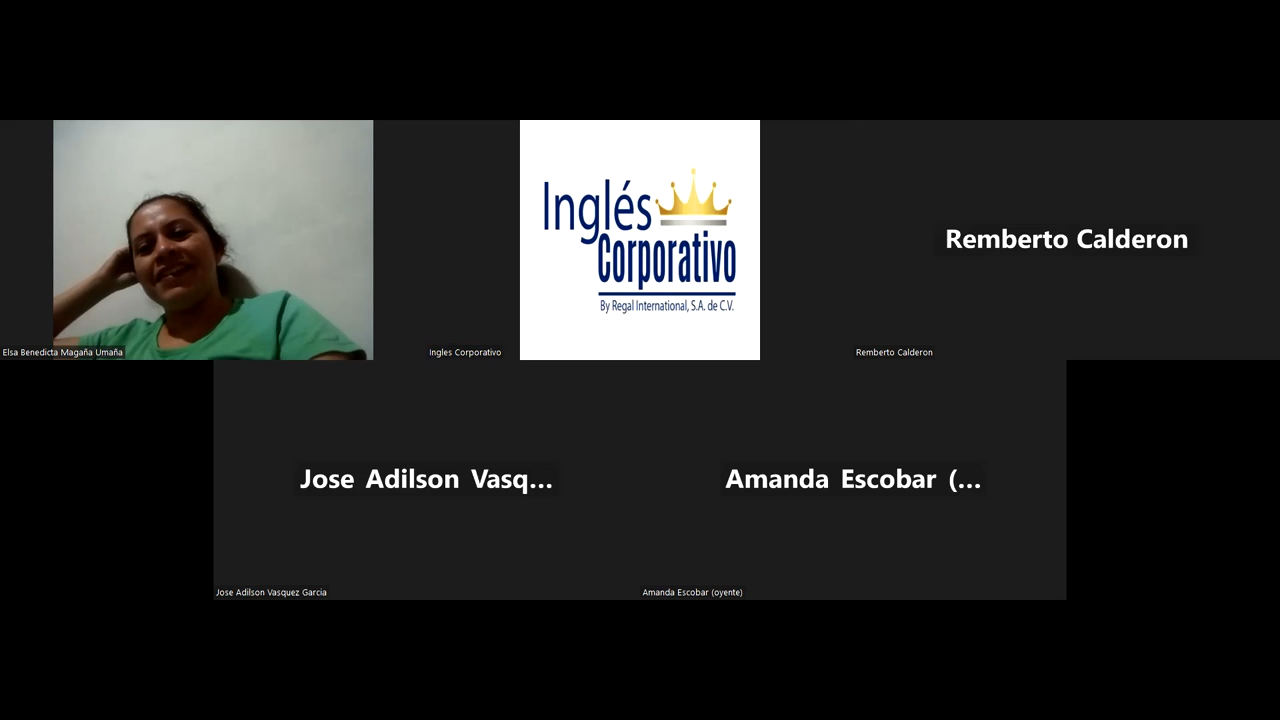 Inglés
Corporativo
By Regal International, S.A. de C.V.
Remberto Calderon
Elsa Benedicta Magaña Umaña
Ingles Corporativo
Remberto Calderon
Jose Adilson Vasq...
Amanda Escobar (...
Jose Adilson Vasquez Garcia
Amanda Escobar (oyente)